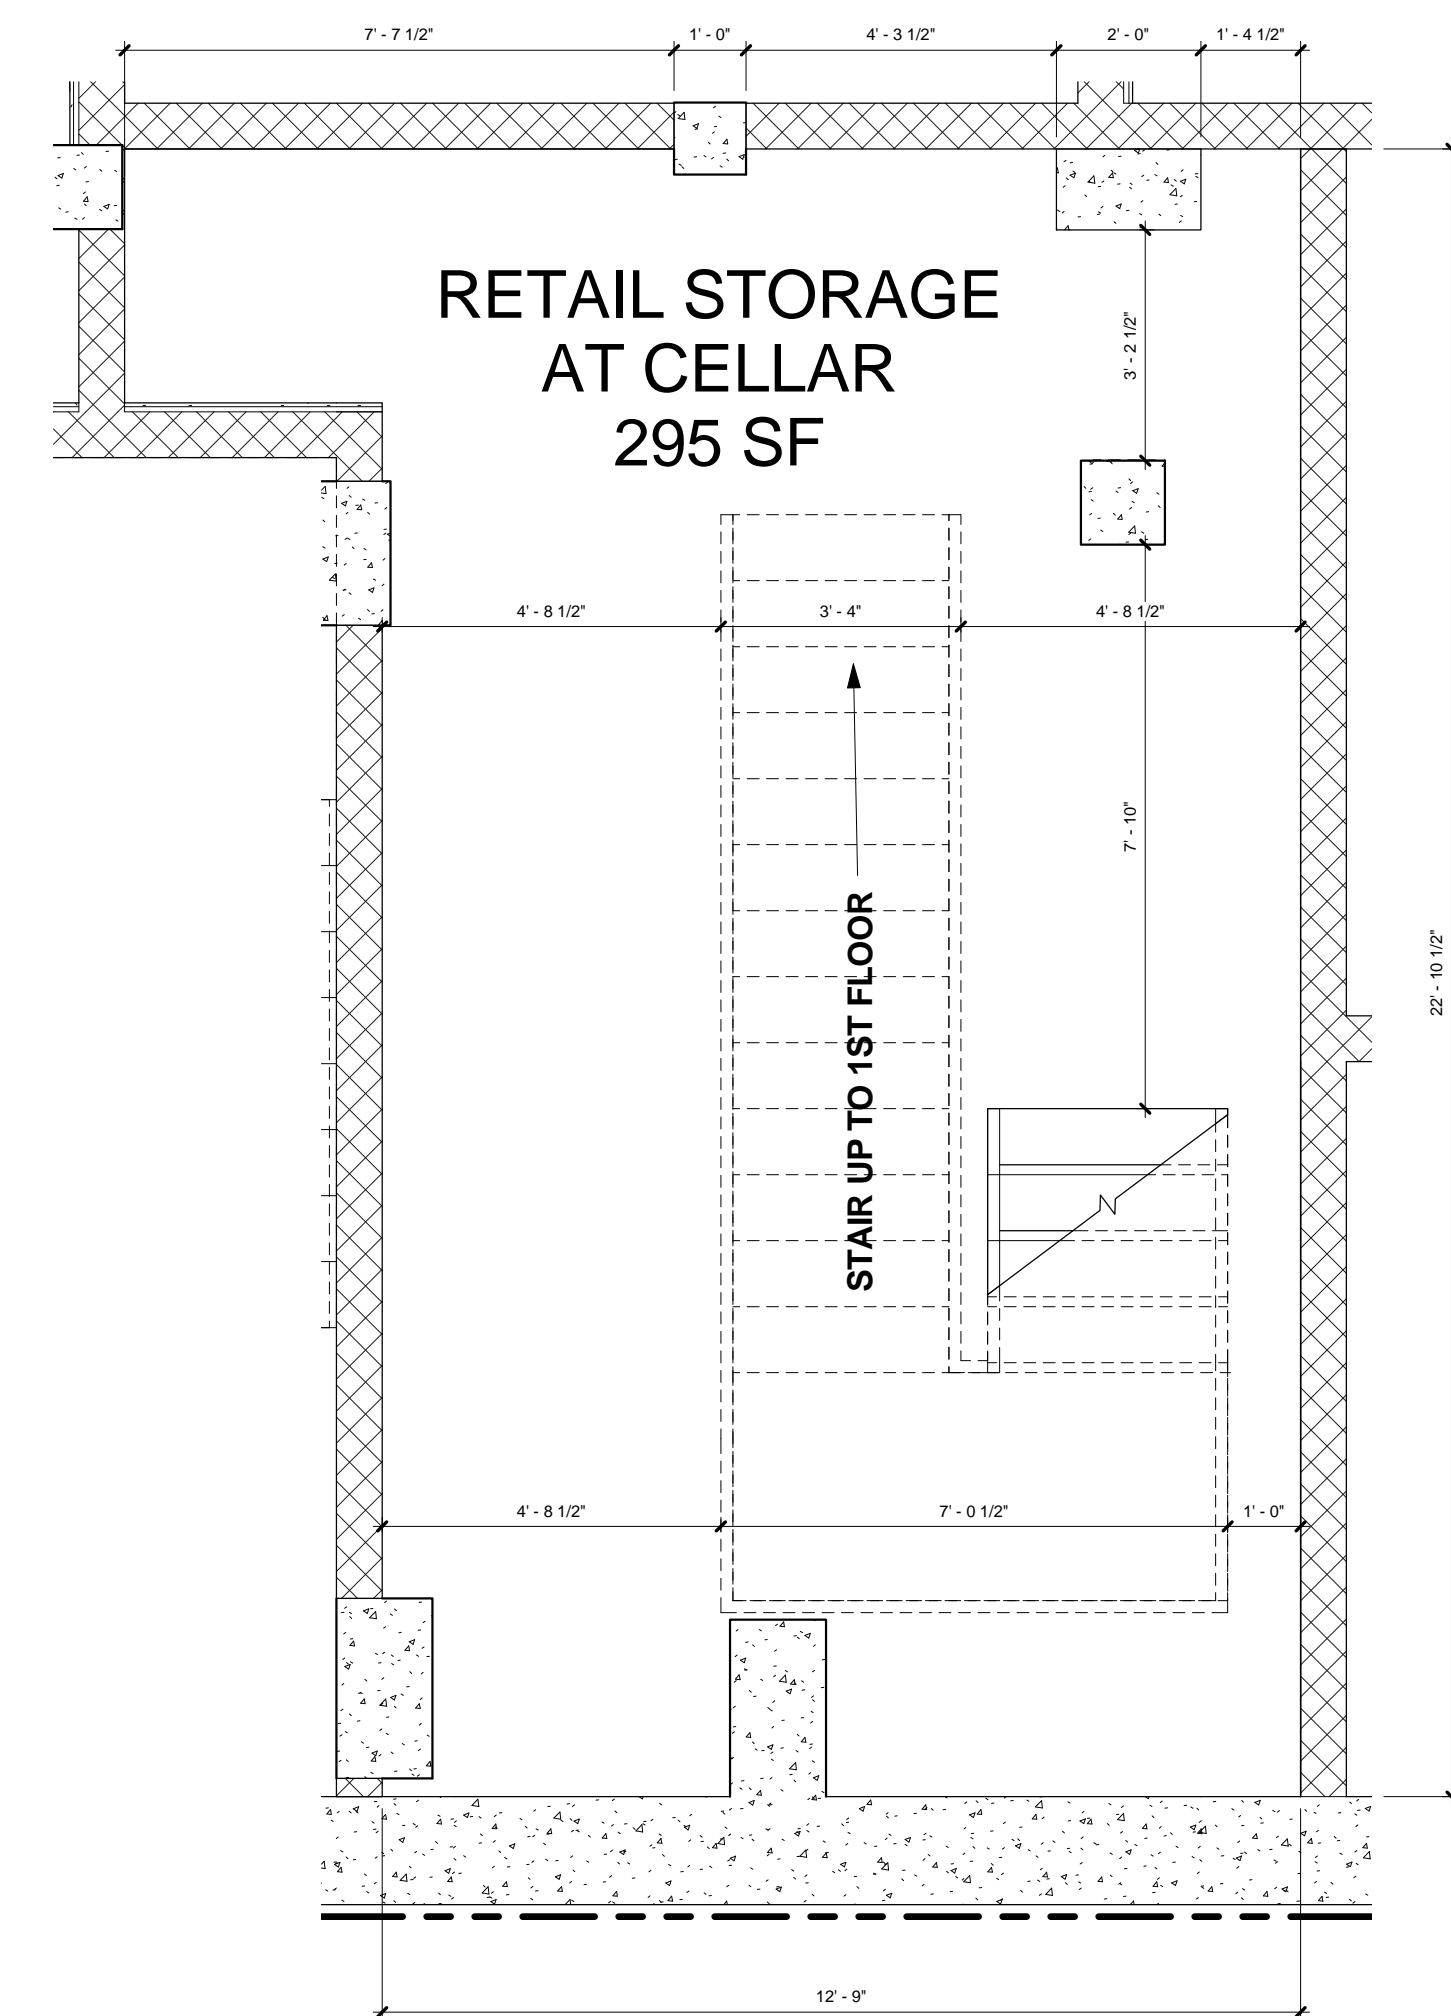 7' - 7 1/2"
1' - 0"
4' - 3 1/2"
2' - 0"
1' - 4 1/2"
RETAIL STORAGE
AT CELLAR
295 SF
3' - 2 1/2"
4' - 8 1/2"
3' - 4"
4' - 8 1/2"
7' - 10"
STAIR UP TO 1ST FLOOR
22' - 10 1/2"
4' - 8 1/2"
7' - 0 1/2"
1' - 0"
12' - 9"